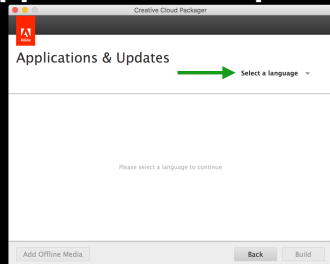 Creative Cloud Packager
Adobe
Applications & Updates
Select a language
Please select a language to continue
Add Offline Media
Back
Build